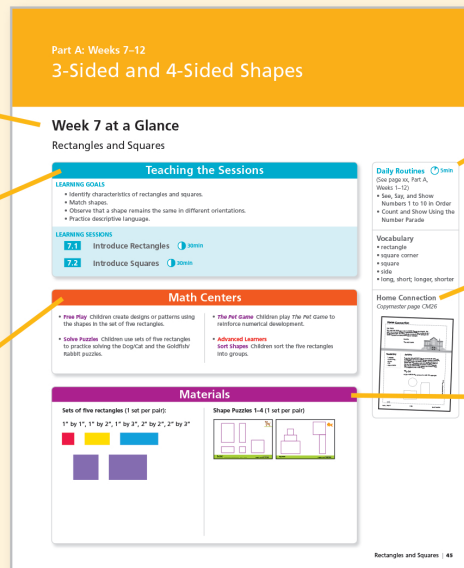 Part A: Weeks 7–12
3-Sided and 4-Sided Shapes
Week 7 at a Glance
Rectangles and Squares
Teaching the Sessions
LEARNING GOALS
• Identify characteristics of rectangles and squares.
• Match shapes.
• Observe that a shape remains the same in different orientations.
• Practice descriptive language.
LEARNING SESSIONS
7.1 Introduce Rectangles 30min
7.2 Introduce Squares 30min
Math Centers
• Free Play Children create designs or patterns using
the shapes in the set of five rectangles.
• Solve Puzzles Children use sets of five rectangles
to practice solving the Dog/Cat and the Goldfish/
Rabbit puzzles.
• The Pet Game Children play The Pet Game to
reinforce numerical development.
• Advanced Learners
Sort Shapes Children sort the five rectangles
into groups.
Materials
Sets of five rectangles (1 set per pair):
1" by 1", 1" by 2", 1" by 3", 2" by 2", 2" by 3"
Shape Puzzles 1–4 (1 set per pair)
Daily Routines 5min
(See page xx, Part A,
Weeks 1–12)
• See, Say, and Show
Numbers 1 to 10 in Order
• Count and Show Using the
Number Parade
Vocabulary
• rectangle
• square corner
• square
• side
• long, short; longer, shorter
Home Connection
Copymaster page CM26
Home Connection
Rectangles and Squares | 45